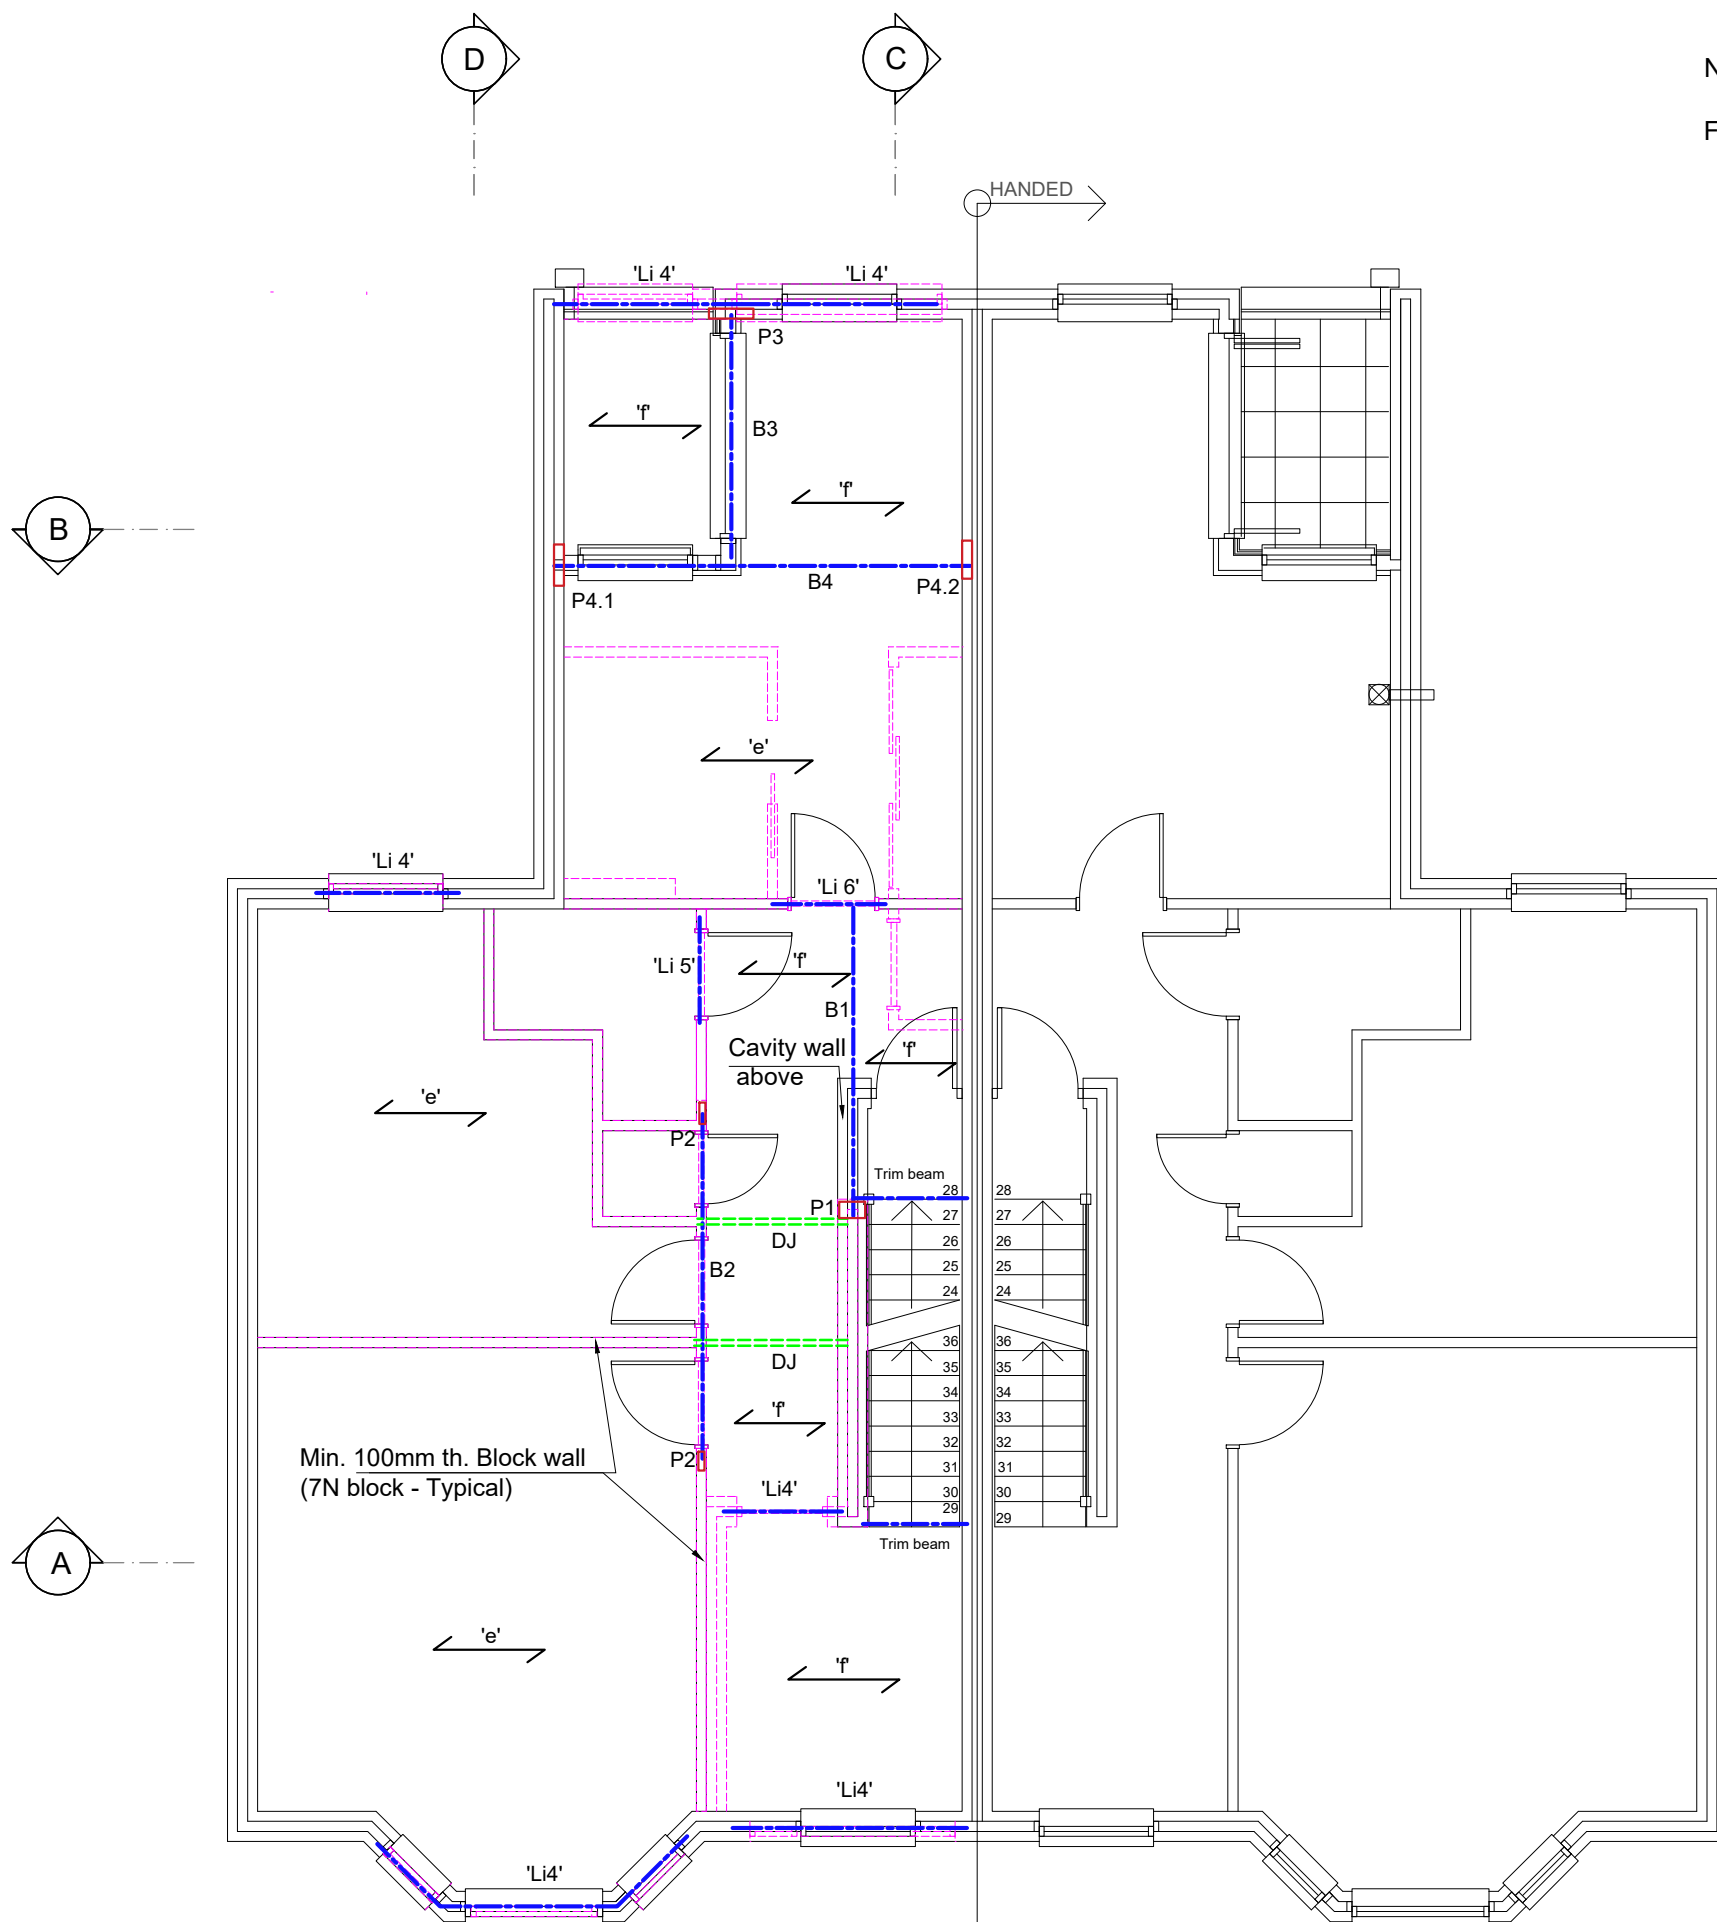 D
C
N
F
HANDED
'Li 4'
'Li 4'
P3
'f'
B3
'f'
B
B4
P4.1
P4.2
'e'
'Li 4'
'Li 6'
'Li 5'
'f'
B1
Cavity wall
above
'f'
'e'
P2
Trim beam
28
28
P1
27
27
DJ
26
26
B2
25
25
24
24
36
36
DJ
35
35
34
34
'f'
33
33
32
32
Min. 100mm th. Block wall
(7N block - Typical)
P2
31
31
'Li4'
30
30
29
29
Trim beam
A
'e'
'f'
'Li4'
'Li4'